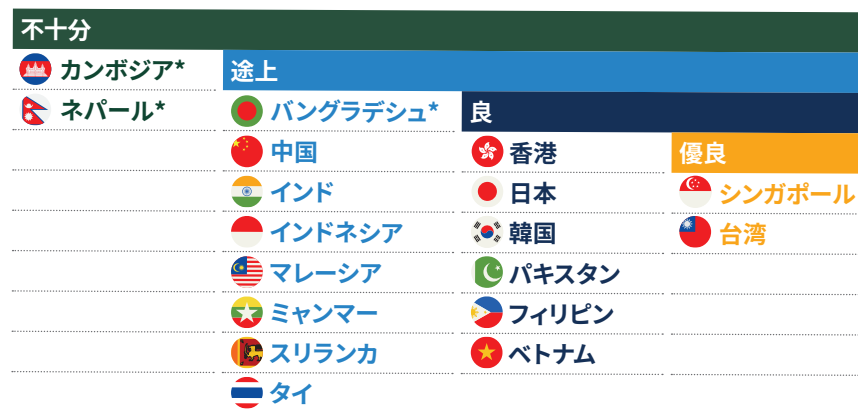 不十分
カンボジア*
ネパール*
途上
バングラデシュ*
中国
インド
インドネシア
マレーシア
ミャンマー
スリランカ
タイ
良
香港
日本
韓国
パキスタン
フィリピン
ベトナム
優良
シンガポール
台湾